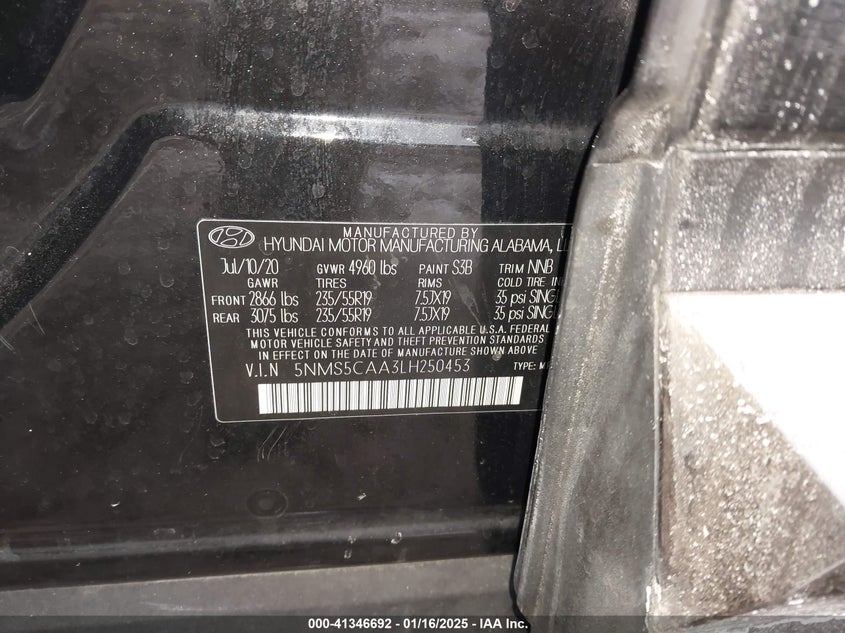 MANUFACTURED BY
HYUNDAI MOTOR MANUFACTURING ALABAMA,
Jul/10/20 GVWR 4960 lbs PAINT S3B TRIM NNB
GAWR TIRES RIMS COLD TIRE
FRONT 2866 lbs 235/55R19 7.5JX19 35 psi
REAR 3075 lbs 235/55R19 7.5JX19 35 psi
THIS VEHICLE CONFORMS TO ALL APPLICABLE U.S.A. FEDERAL
MOTOR VEHICLE SAFETY AND THEFT PREVENTION STANDARDS
IN EFFECT ON THE DATE OF MANUFACTURE SHOWN ABOVE
V.I.N 5NMS5CAA3LH250453 TYPE:
000-41346692 - 01/16/2025 - IAA Inc.